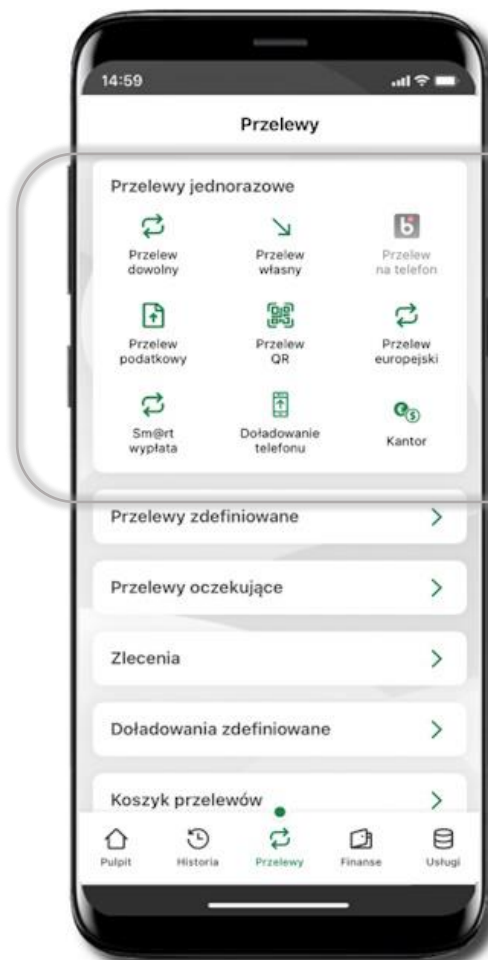 14:59
Przelewy
Przelewy jednorazowe
Przelew
dowolny
Przelew
własny
Przelew
na telefon
Przelew
podatkowy
Przelew
QR
Przelew
europejski
Sm@rt
wypłata
Doładowanie
telefonu
Kantor
Przelewy zdefiniowane
Przelewy oczekujące
Zlecenia
Doładowania zdefiniowane
Koszyk przelewów
Pulpit
Historia
Przelewy
Finanse
Usługi